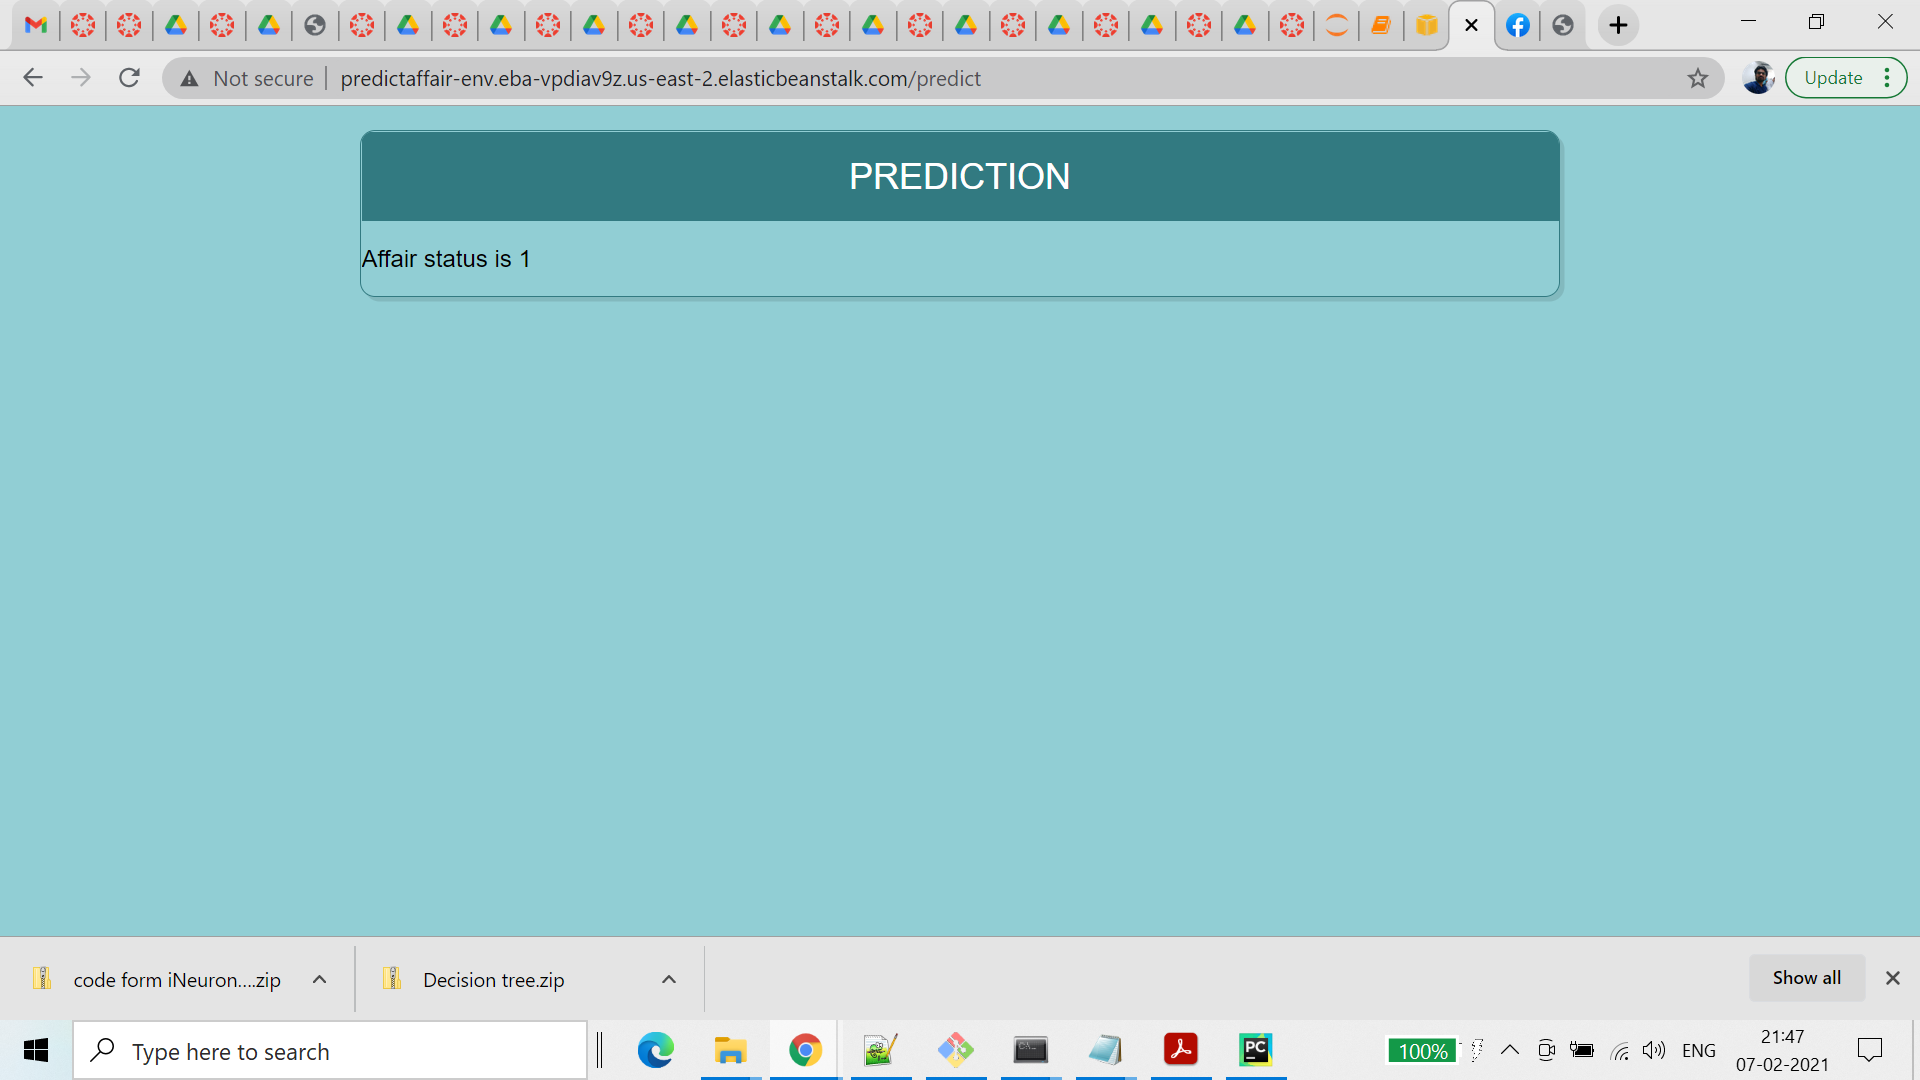 Not secure
predictaffair-env.eba-vpdiav9z.us-east-2.elasticbeanstalk.com/predict
Update
PREDICTION
Affair status is 1
code form iNeuron....zip
Decision tree.zip
Show all
Type here to search
PC
100%
ENG
21:47
07-02-2021